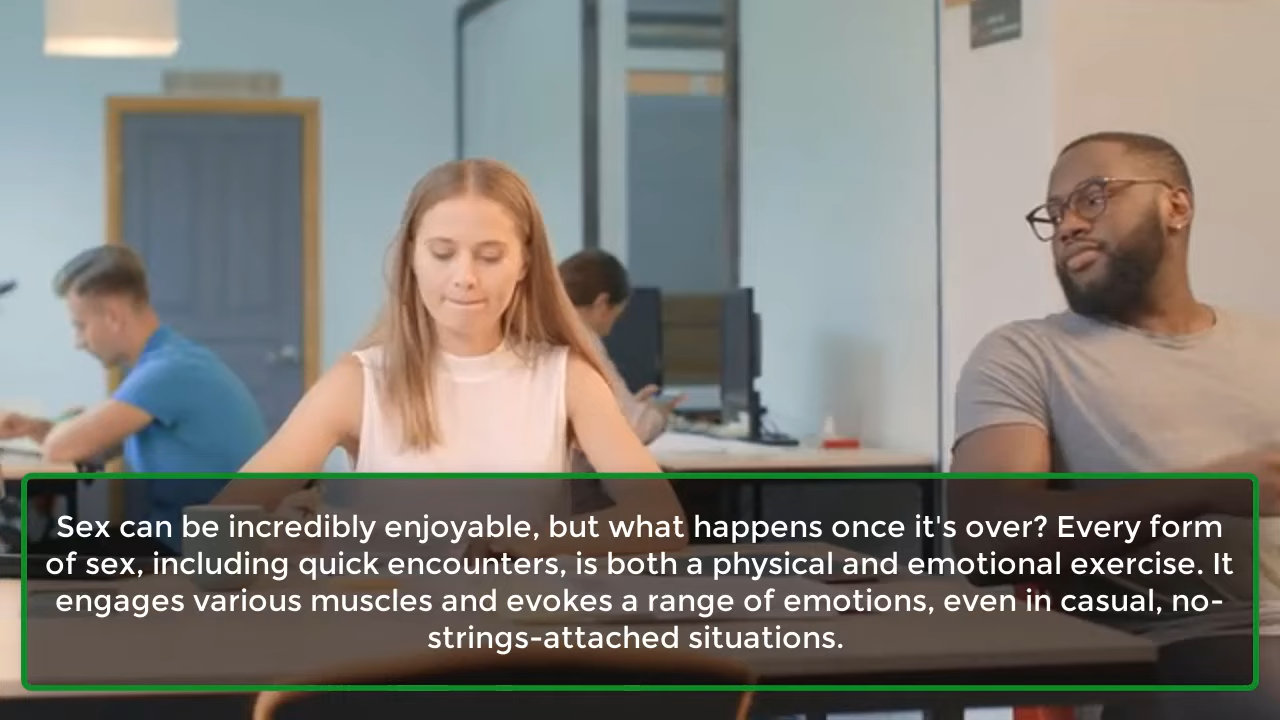 Sex can be incredibly enjoyable, but what happens once it's over? Every form
of sex, including quick encounters, is both a physical and emotional exercise. It
engages various muscles and evokes a range of emotions, even in casual, no-
strings-attached situations.